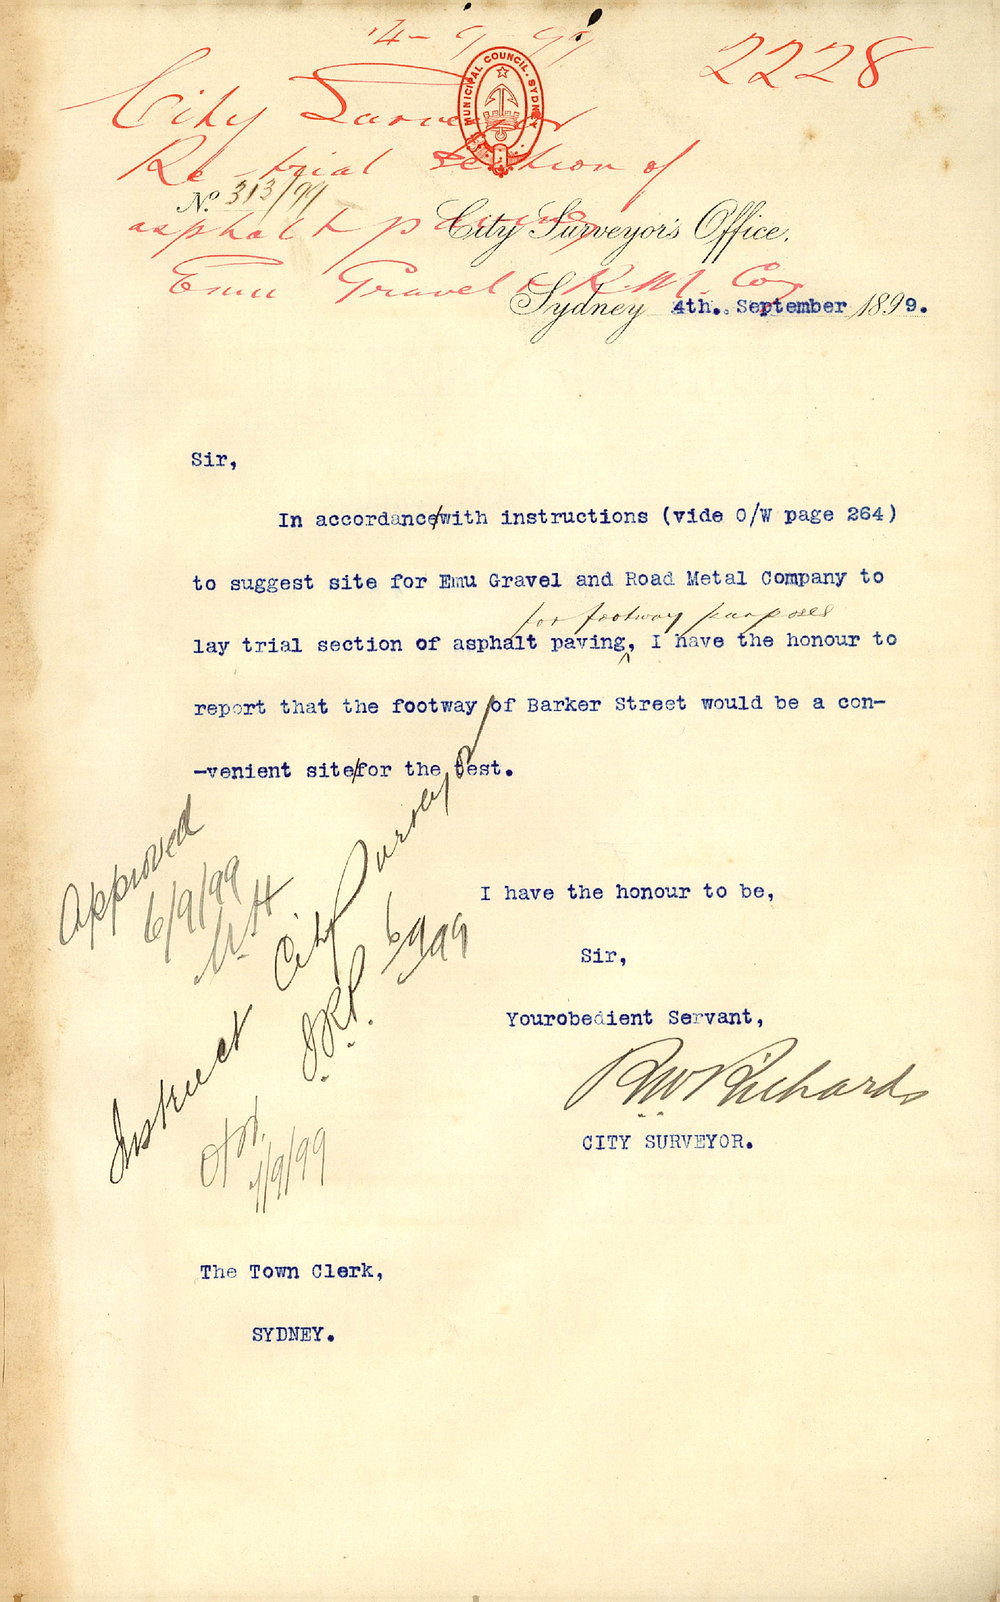 4-9-99
2228
City Surveyor
MUNICIPAL COUNCIL. SYDNEY
Re trial section of
No. 313/99
asphalt paving
City Surveyor's Office,
Emu Gravel & R.M. Coy
Sydney 4th. September 1899.
Sir,
In accordance/with instructions (vide O/W page 264)
to suggest site for Emu Gravel and Road Metal Company to
for footway purposes
lay trial section of asphalt paving, I have the honour to
report that the footway/of Barker Street would be a con-
-venient site/for the test.
Approved
6/9/99
Instruct City Surveyor
J.R.P.
6/9/99
I have the honour to be,
Sir,
Yourobedient Servant,
RWRichards
CITY SURVEYOR.
O/W.
7/9/99
The Town Clerk,
SYDNEY.